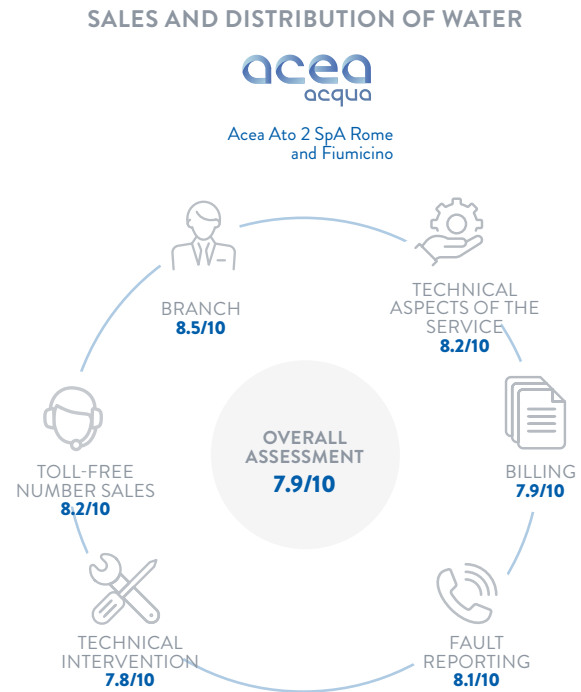 SALES AND DISTRIBUTION OF WATER
acea
acqua
Acea Ato 2 SpA Rome
and Fiumicino
BRANCH
8.5/10
TECHNICAL
ASPECTS OF THE
SERVICE
8.2/10
OVERALL
ASSESSMENT
7.9/10
TOLL-FREE
NUMBER SALES
8.2/10
BILLING
7.9/10
TECHNICAL
INTERVENTION
7.8/10
FAULT
REPORTING
8.1/10